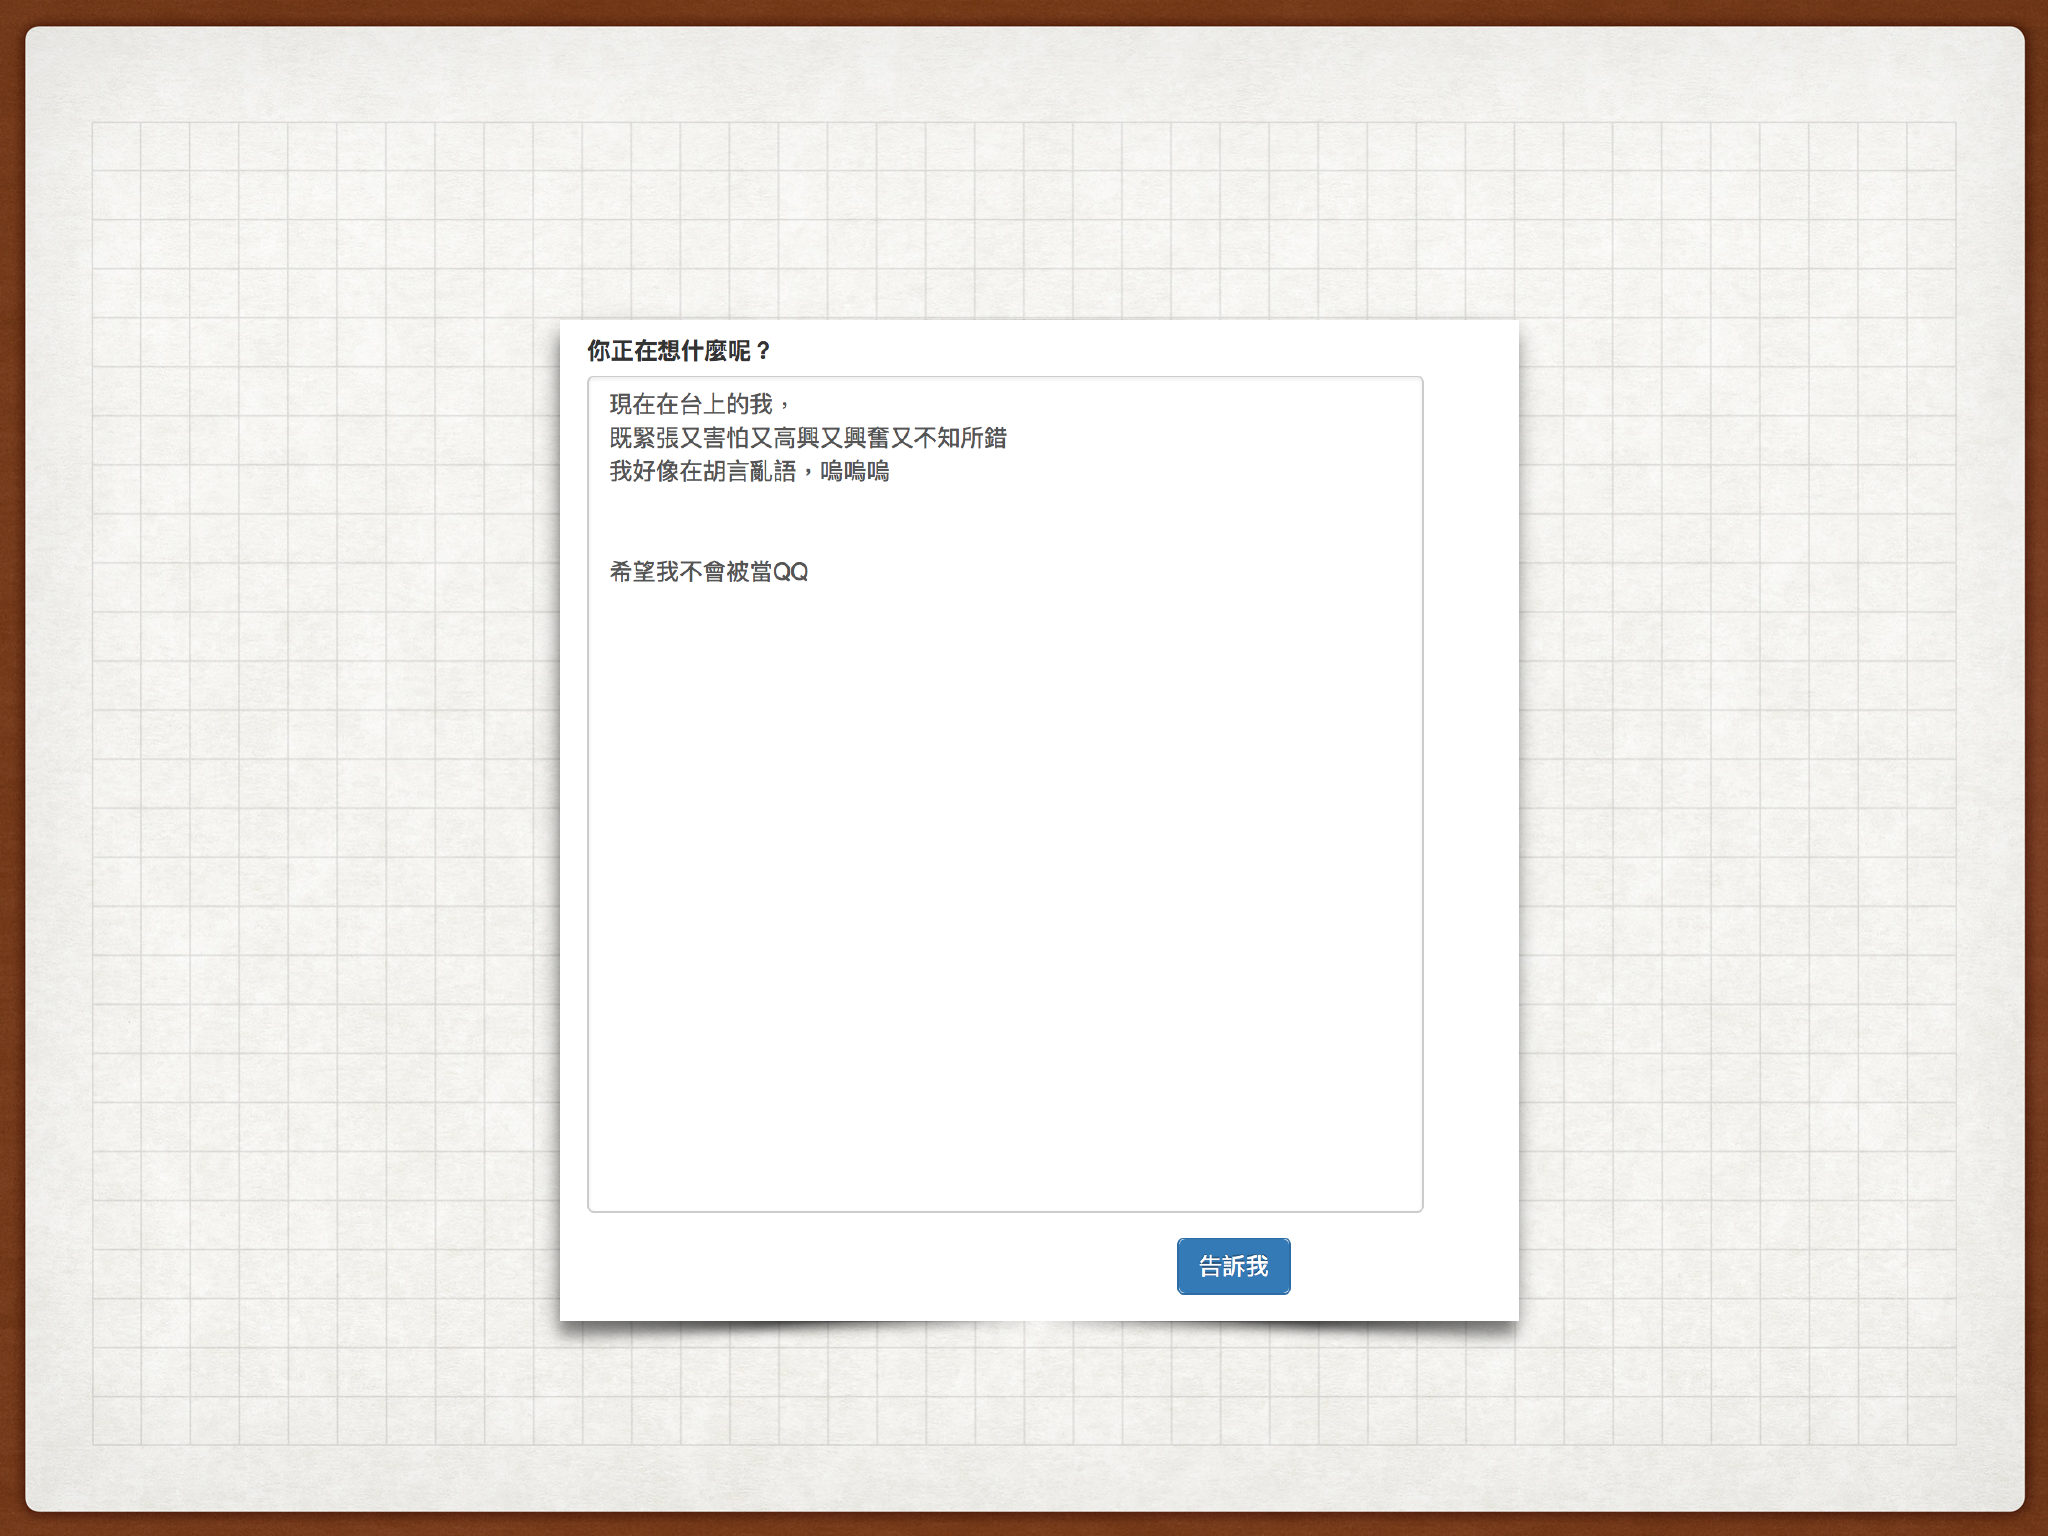 你正在想什麼呢？
現在在台上的我，
既緊張又害怕又高興又興奮又不知所錯
我好像在胡言亂語，嗚嗚嗚
希望我不會被當QQ
告訴我